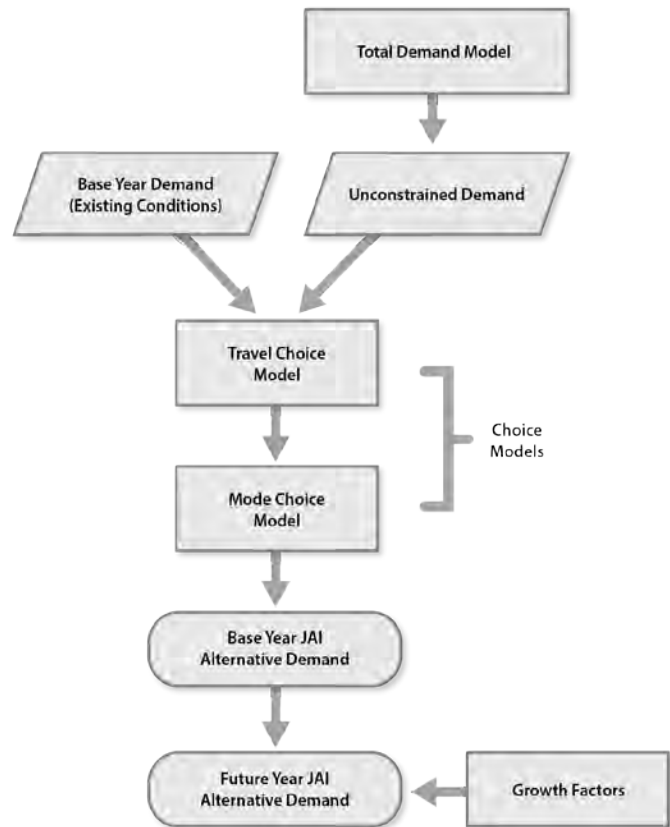 Total Demand Model
Base Year Demand
(Existing Conditions)
Unconstrained Demand
Travel Choice
Model
Choice
Models
Mode Choice
Model
Base Year JAI
Alternative Demand
Future Year JAI
Alternative Demand
Growth Factors